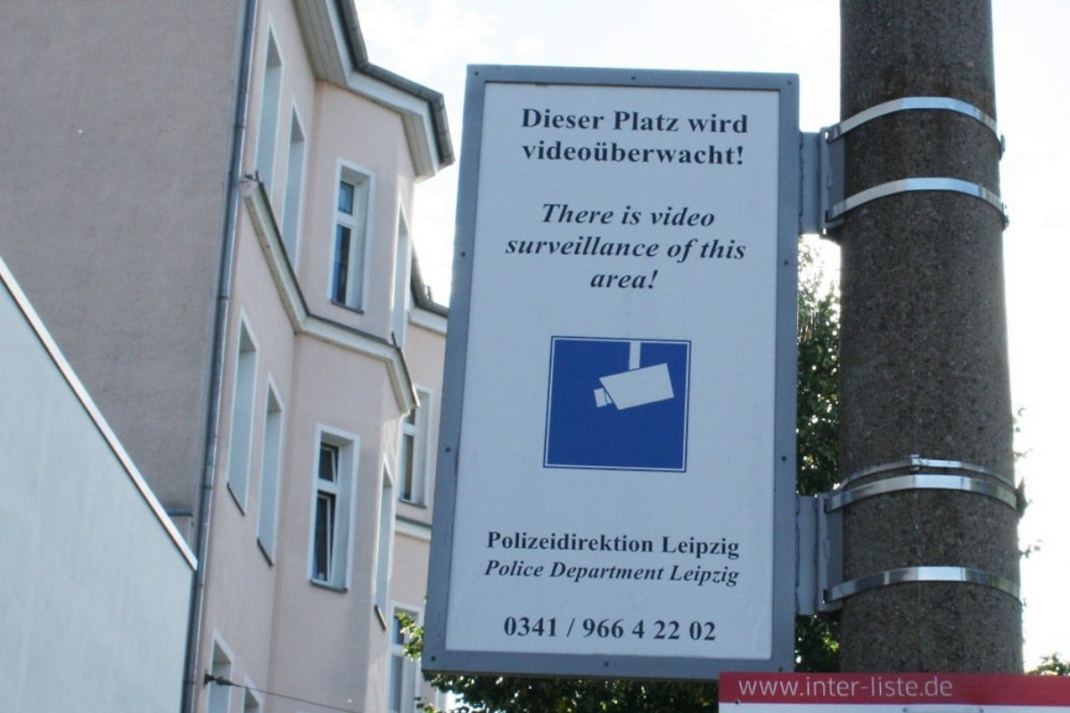 Dieser Platz wird
videoüberwacht!
There is video
surveillance of this
area!
Polizeidirektion Leipzig
Police Department Leipzig
0341 / 966 4 22 02
www.inter-liste.de